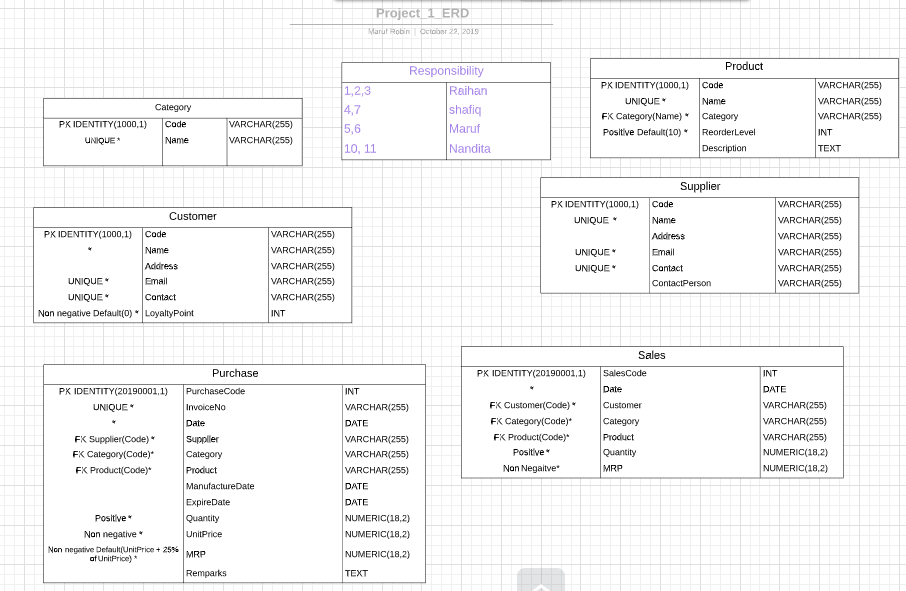 Project_1_ERD
Maruf Robin | October 22, 2019
Responsibility
1,2,3 Raihan
4,7 shafiq
5,6 Maruf
10, 11 Nandita
Product
PK IDENTITY(1000,1) Code VARCHAR(255)
UNIQUE * Name VARCHAR(255)
FK Category(Name) * Category VARCHAR(255)
Positive Default(10) * ReorderLevel INT
Description TEXT
Category
PK IDENTITY(1000,1) Code VARCHAR(255)
UNIQUE * Name VARCHAR(255)
Supplier
PK IDENTITY(1000,1) Code VARCHAR(255)
UNIQUE * Name VARCHAR(255)
Address VARCHAR(255)
UNIQUE * Email VARCHAR(255)
UNIQUE * Contact VARCHAR(255)
ContactPerson VARCHAR(255)
Customer
PK IDENTITY(1000,1) Code VARCHAR(255)
* Name VARCHAR(255)
Address VARCHAR(255)
UNIQUE * Email VARCHAR(255)
UNIQUE * Contact VARCHAR(255)
Non negative Default(0) * LoyaltyPoint INT
Sales
PK IDENTITY(20190001,1) SalesCode INT
* Date DATE
FK Customer(Code) * Customer VARCHAR(255)
FK Category(Code)* Category VARCHAR(255)
FK Product(Code)* Product VARCHAR(255)
Positive * Quantity NUMERIC(18,2)
Non Negaitve* MRP NUMERIC(18,2)
Purchase
PK IDENTITY(20190001,1) PurchaseCode INT
UNIQUE * InvoiceNo VARCHAR(255)
* Date DATE
FK Supplier(Code) * Supplier VARCHAR(255)
FK Category(Code)* Category VARCHAR(255)
FK Product(Code)* Product VARCHAR(255)
ManufactureDate DATE
ExpireDate DATE
Positive * Quantity NUMERIC(18,2)
Non negative * UnitPrice NUMERIC(18,2)
Non negative Default(UnitPrice + 25%
of UnitPrice) * MRP NUMERIC(18,2)
Remparks TEXT